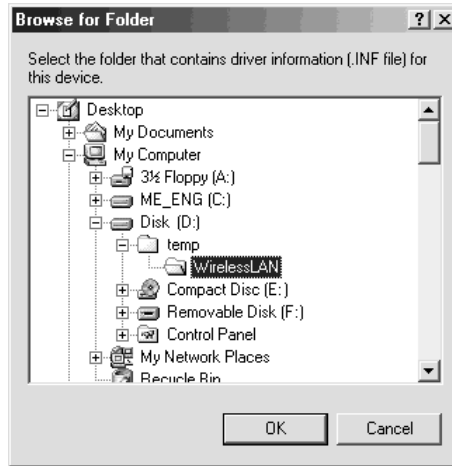 Browse for Folder
Select the folder that contains driver information (.INF file) for
this device.
Desktop
My Documents
My Computer
3½ Floppy (A:)
ME_ENG (C:)
Disk (D:)
temp
WirelessLAN
Compact Disc (E:)
Removable Disk (F:)
Control Panel
My Network Places
Recycle Bin
OK Cancel